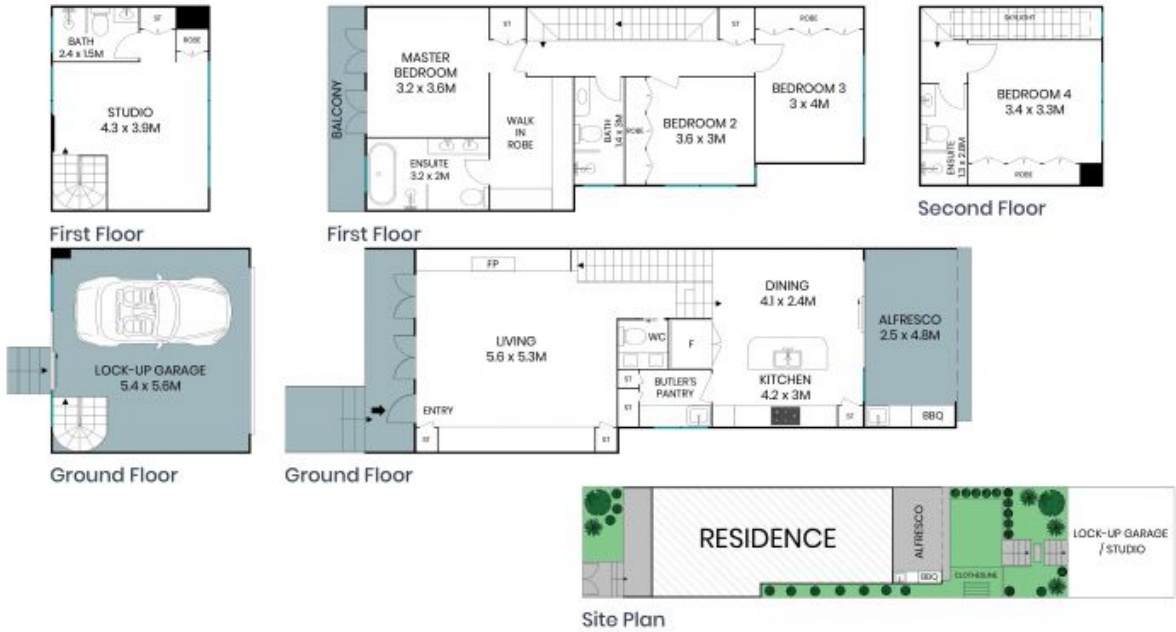 BATH
2.4 x 1.5M
ST
ROBE
STUDIO
4.3 x 3.9M
First Floor
BALCONY
MASTER
BEDROOM
3.2 x 3.6M
ST
ENSUITE
3.2 x 2M
WALK
IN
ROBE
BATH
1.4 x 3M
ROBE
BEDROOM 2
3.6 x 3M
ST
ROBE
BEDROOM 3
3 x 4M
First Floor
SKYLIGHT
BEDROOM 4
3.4 x 3.3M
ENSUITE
1.3 x 2.8M
ROBE
Second Floor
LOCK-UP GARAGE
5.4 x 5.6M
Ground Floor
FP
LIVING
5.6 x 5.3M
ENTRY
ST
ST
WC
F
ST
ST
BUTLER'S
PANTRY
DINING
4.1 x 2.4M
KITCHEN
4.2 x 3M
ST
ALFRESCO
2.5 x 4.8M
BBQ
Ground Floor
RESIDENCE
ALFRESCO
BBQ
CLOTHESLINE
LOCK-UP GARAGE
/ STUDIO
Site Plan